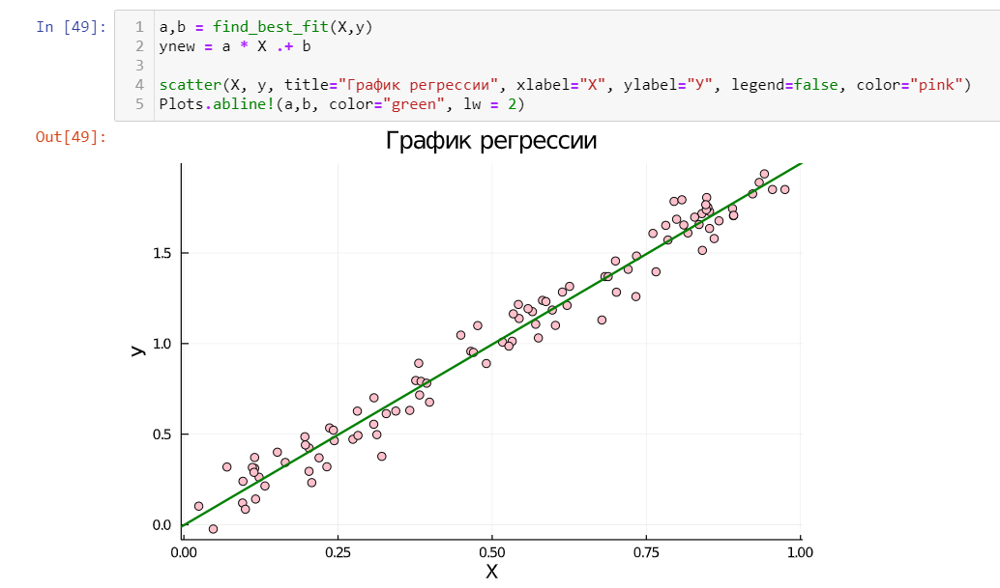 In [49]:
1 a,b = find_best_fit(X,y)
2 ynew = a * X .+ b
3
4 scatter(X, y, title="График регрессии", xlabel="X", ylabel="У", legend=false, color="pink")
5 Plots.abline!(a,b, color="green", lw = 2)
Out[49]:
График регрессии
1.5
1.0
У
0.5
0.0
0.00 0.25 0.50 0.75 1.00
X